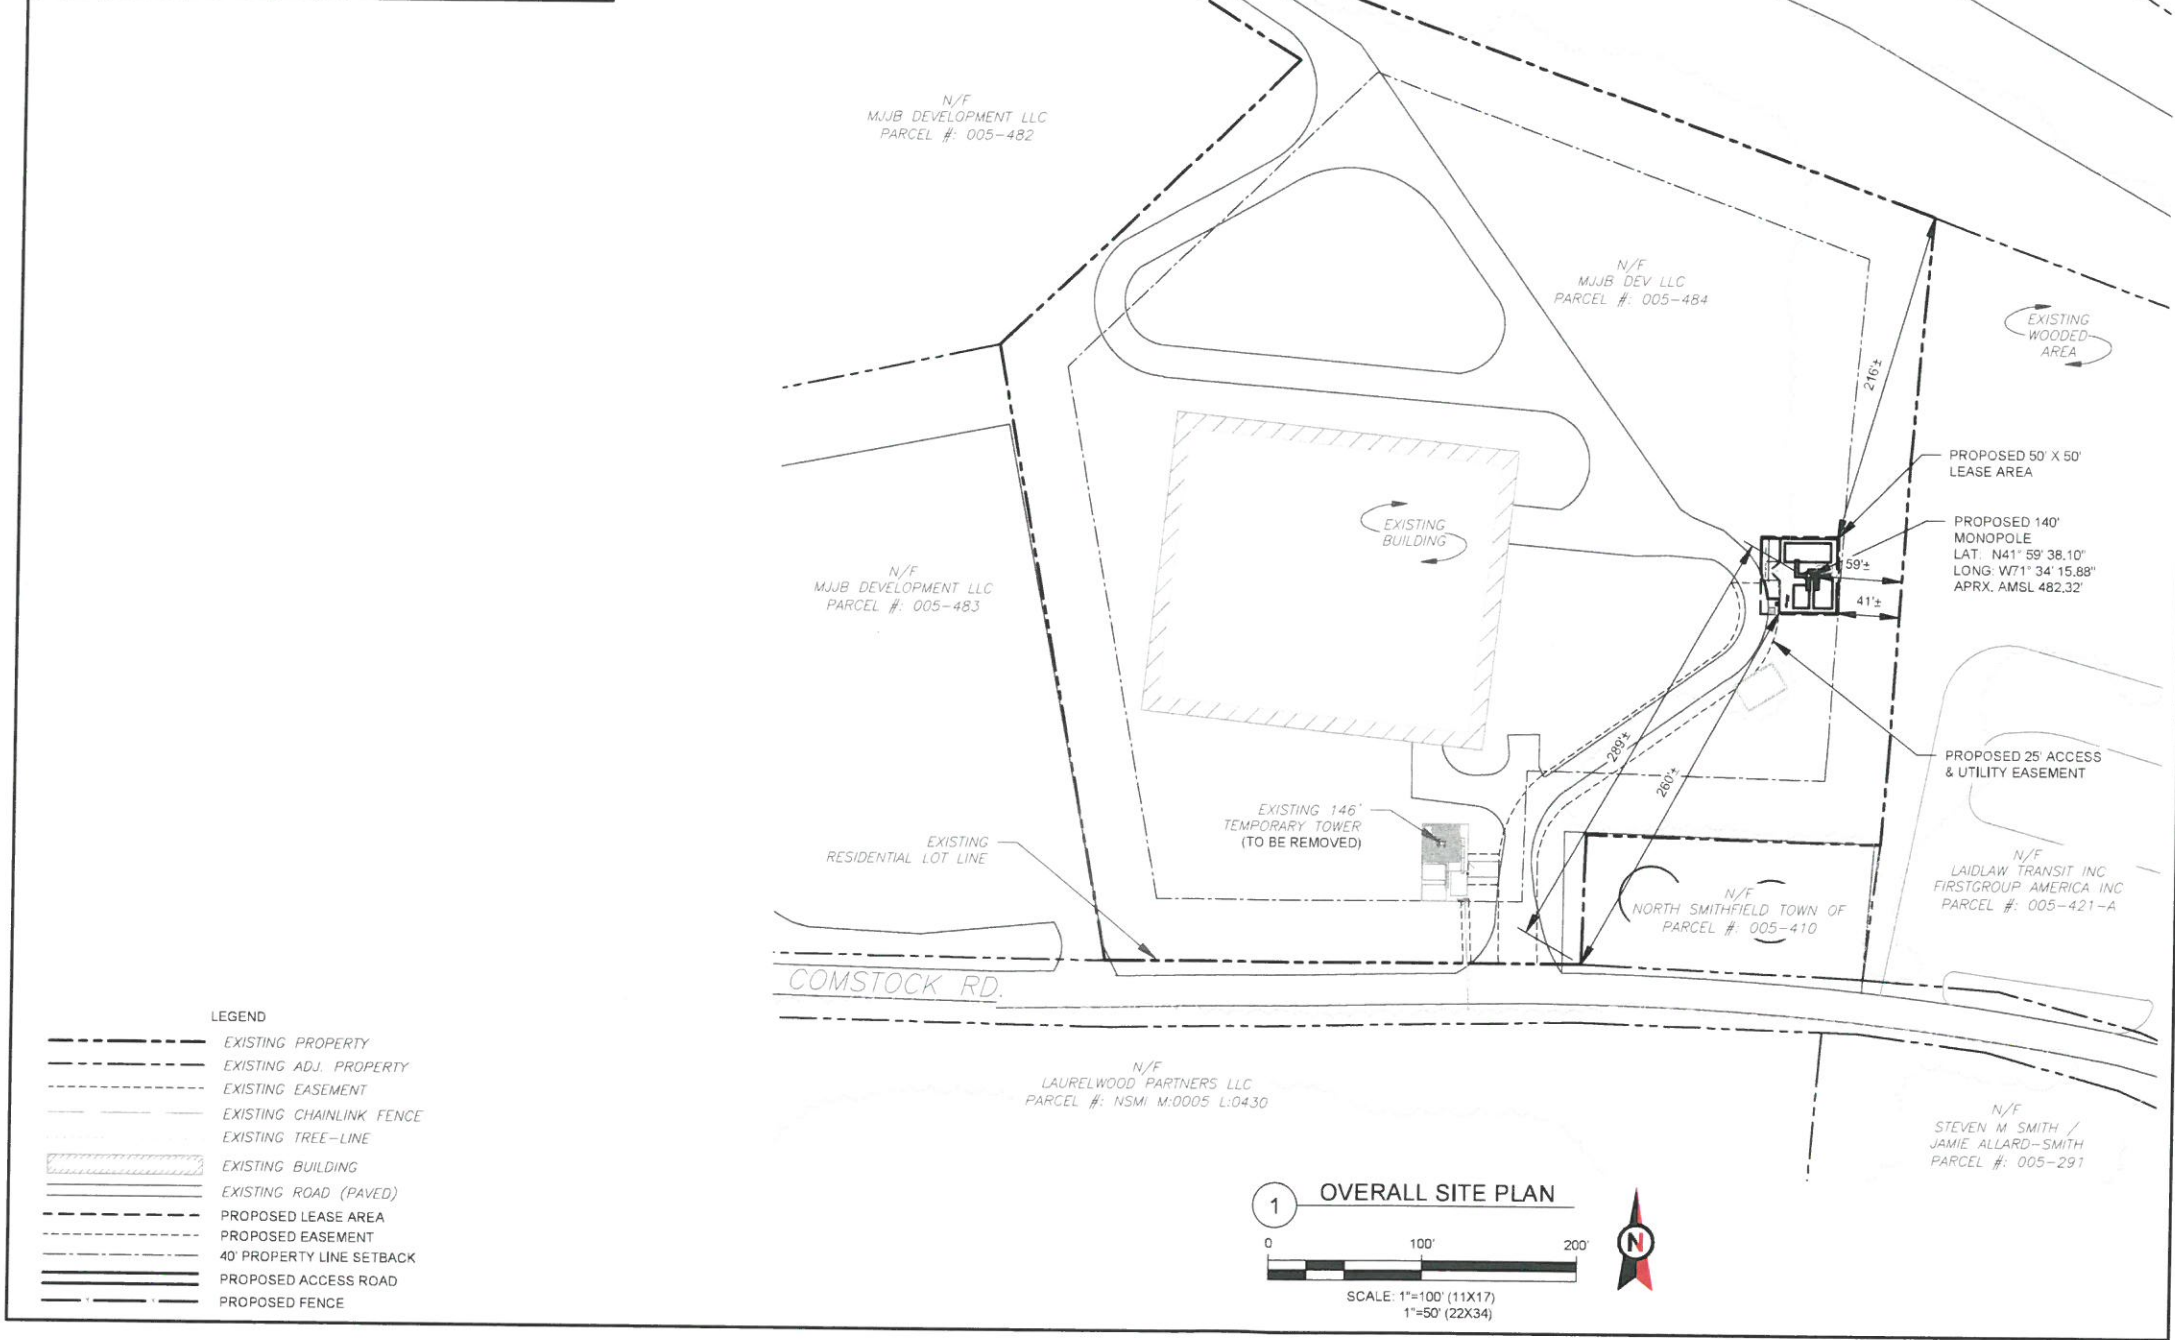 N/F
MJJB DEVELOPMENT LLC
PARCEL #: 005-482
N/F
MJJB DEV LLC
PARCEL #: 005-484
EXISTING
WOODED
AREA
216'±
PROPOSED 50' X 50'
LEASE AREA
PROPOSED 140'
MONOPOLE
LAT: N41° 59' 38.10"
LONG: W71° 34' 15.88"
APRX. AMSL 482.32'
EXISTING
BUILDING
59'±
41'±
N/F
MJJB DEVELOPMENT LLC
PARCEL #: 005-483
289'±
260'±
PROPOSED 25' ACCESS
& UTILITY EASEMENT
EXISTING 146'
TEMPORARY TOWER
(TO BE REMOVED)
EXISTING
RESIDENTIAL LOT LINE
N/F
LAIDLAW TRANSIT INC
FIRSTGROUP AMERICA INC
PARCEL #: 005-421-A
N/F
NORTH SMITHFIELD TOWN OF
PARCEL #: 005-410
COMSTOCK RD.
N/F
LAURELWOOD PARTNERS LLC
PARCEL #: NSMI M:0005 L:0430
N/F
STEVEN M SMITH /
JAMIE ALLARD-SMITH
PARCEL #: 005-291
LEGEND
EXISTING PROPERTY
EXISTING ADJ. PROPERTY
EXISTING EASEMENT
EXISTING CHAINLINK FENCE
EXISTING TREE-LINE
EXISTING BUILDING
EXISTING ROAD (PAVED)
PROPOSED LEASE AREA
PROPOSED EASEMENT
40' PROPERTY LINE SETBACK
PROPOSED ACCESS ROAD
PROPOSED FENCE
1 OVERALL SITE PLAN
0 100' 200'
SCALE: 1"=100' (11X17)
1"=50' (22X34)
N